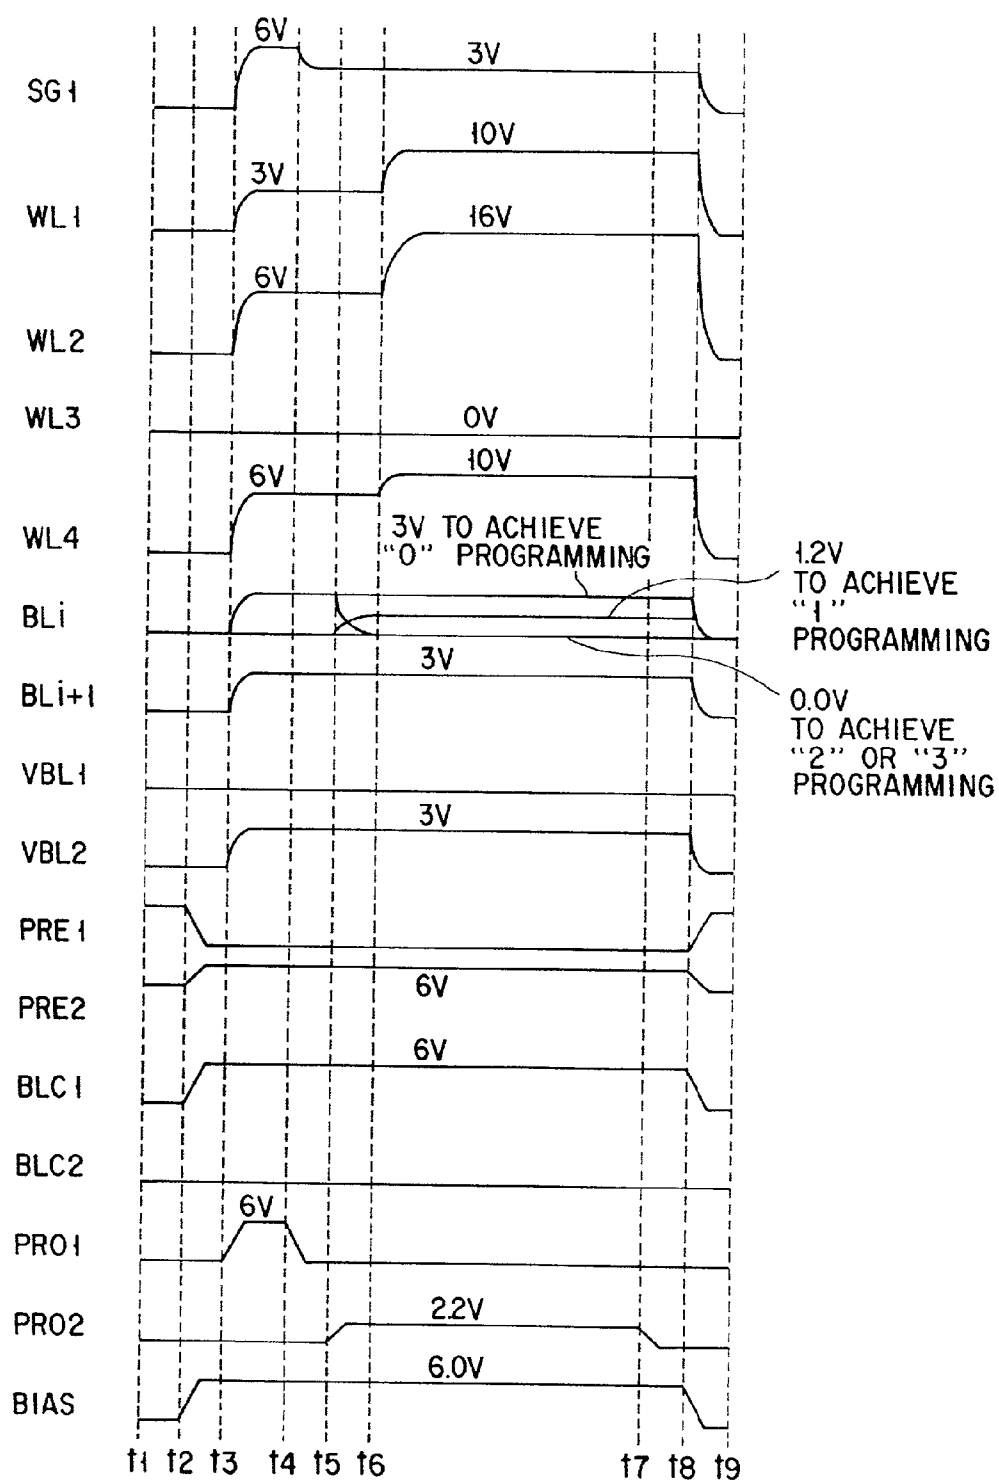 6V
3V
SG1
10V
3V
WL1
16V
6V
WL2
WL3
0V
10V
6V
WL4
3V TO ACHIEVE
"0" PROGRAMMING
1.2V
TO ACHIEVE
"1"
PROGRAMMING
BLi
3V
BLi+1
0.0V
TO ACHIEVE
"2" OR "3"
PROGRAMMING
VBL1
3V
VBL2
PRE1
6V
PRE2
6V
BLC1
BLC2
6V
PRO1
2.2V
PRO2
6.0V
BIAS
t1 t2 t3 t4 t5 t6 t7 t8 t9